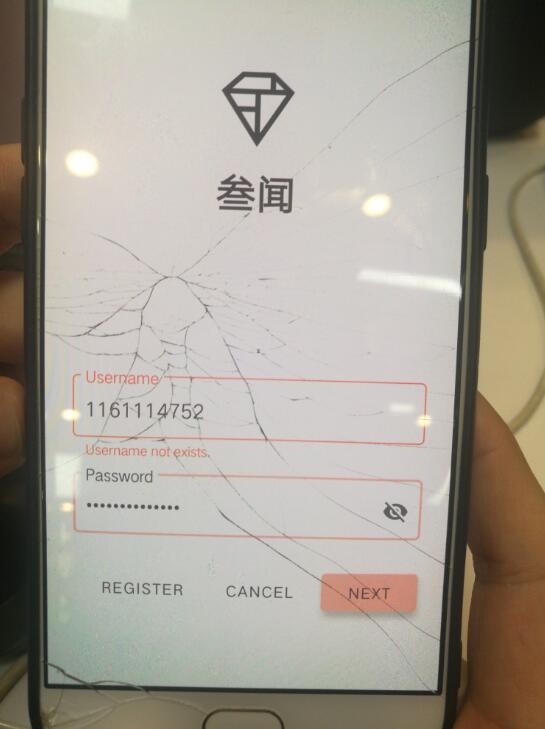 叁闻
Username
1161114752
Username not exists.
Password
••••••••••••••
REGISTER CANCEL NEXT